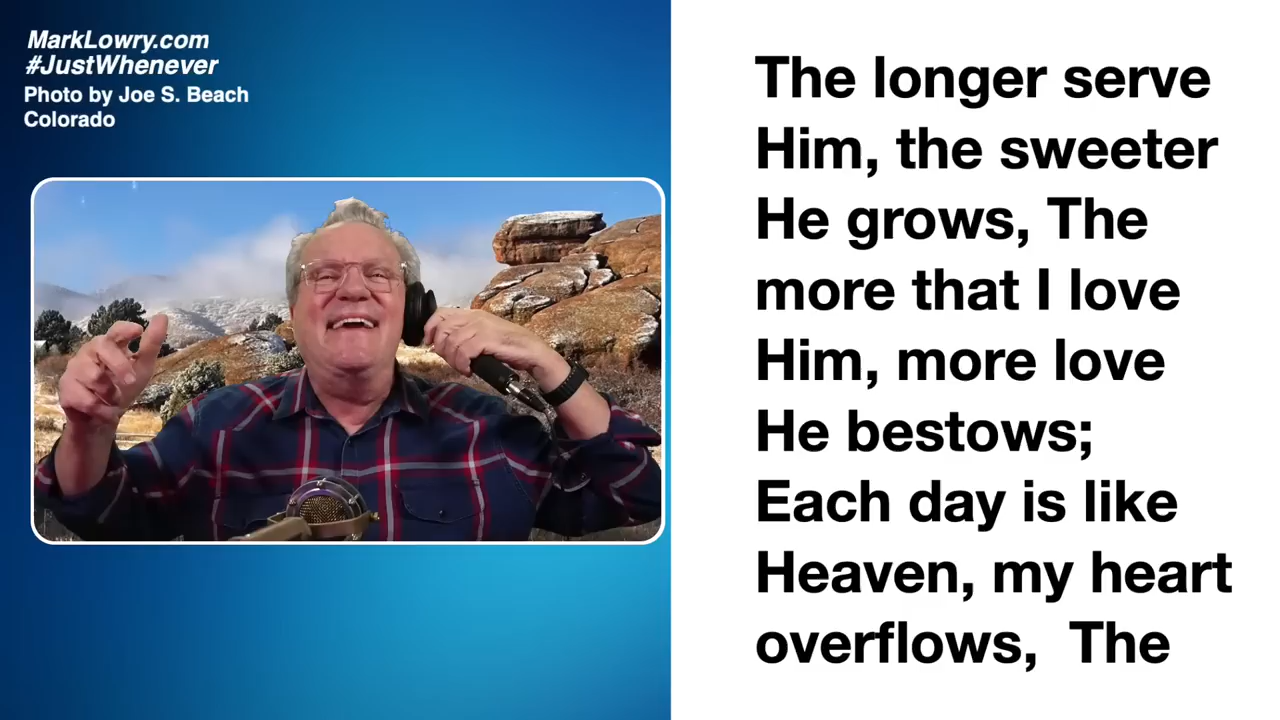 MarkLowry.com
#JustWhenever
Photo by Joe S. Beach
Colorado
The longer serve
Him, the sweeter
He grows, The
more that I love
Him, more love
He bestows;
Each day is like
Heaven, my heart
overflows,  The